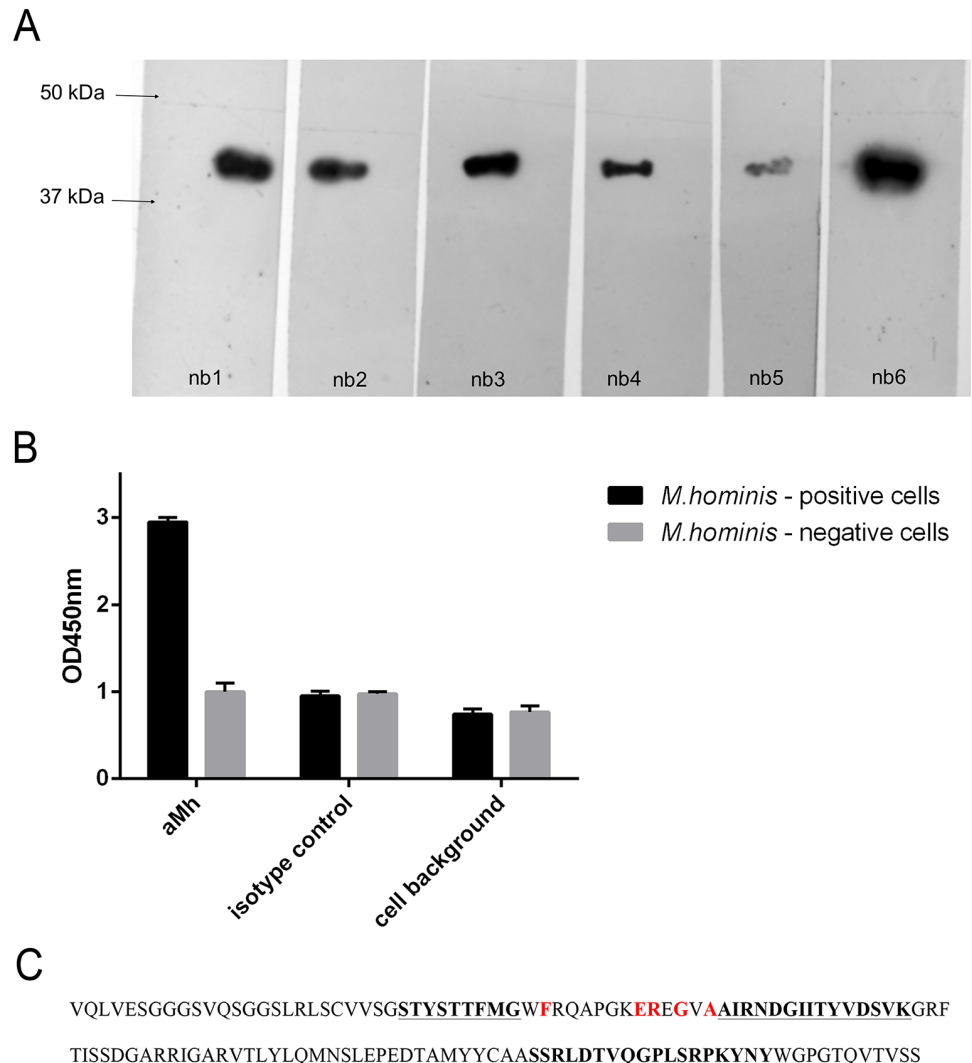 A
50 kDa
37 kDa
nb1 nb2 nb3 nb4 nb5 nb6
B
M.hominis - positive cells
M.hominis - negative cells
OD450nm
3
2
1
0
aMh
isotype control
cell background
C
VQLVESGGGSVQSGGSLRLSCVVSGSTYSTTFMGWFRQAPGKEREGVAAIRNDGIITYVDSVKGRF
TISSDGARRIGARVTLYLQMNSLEPEDTAMYYCAASSRLDTVQGPLSRPKYNYWGPGTQVTVSS